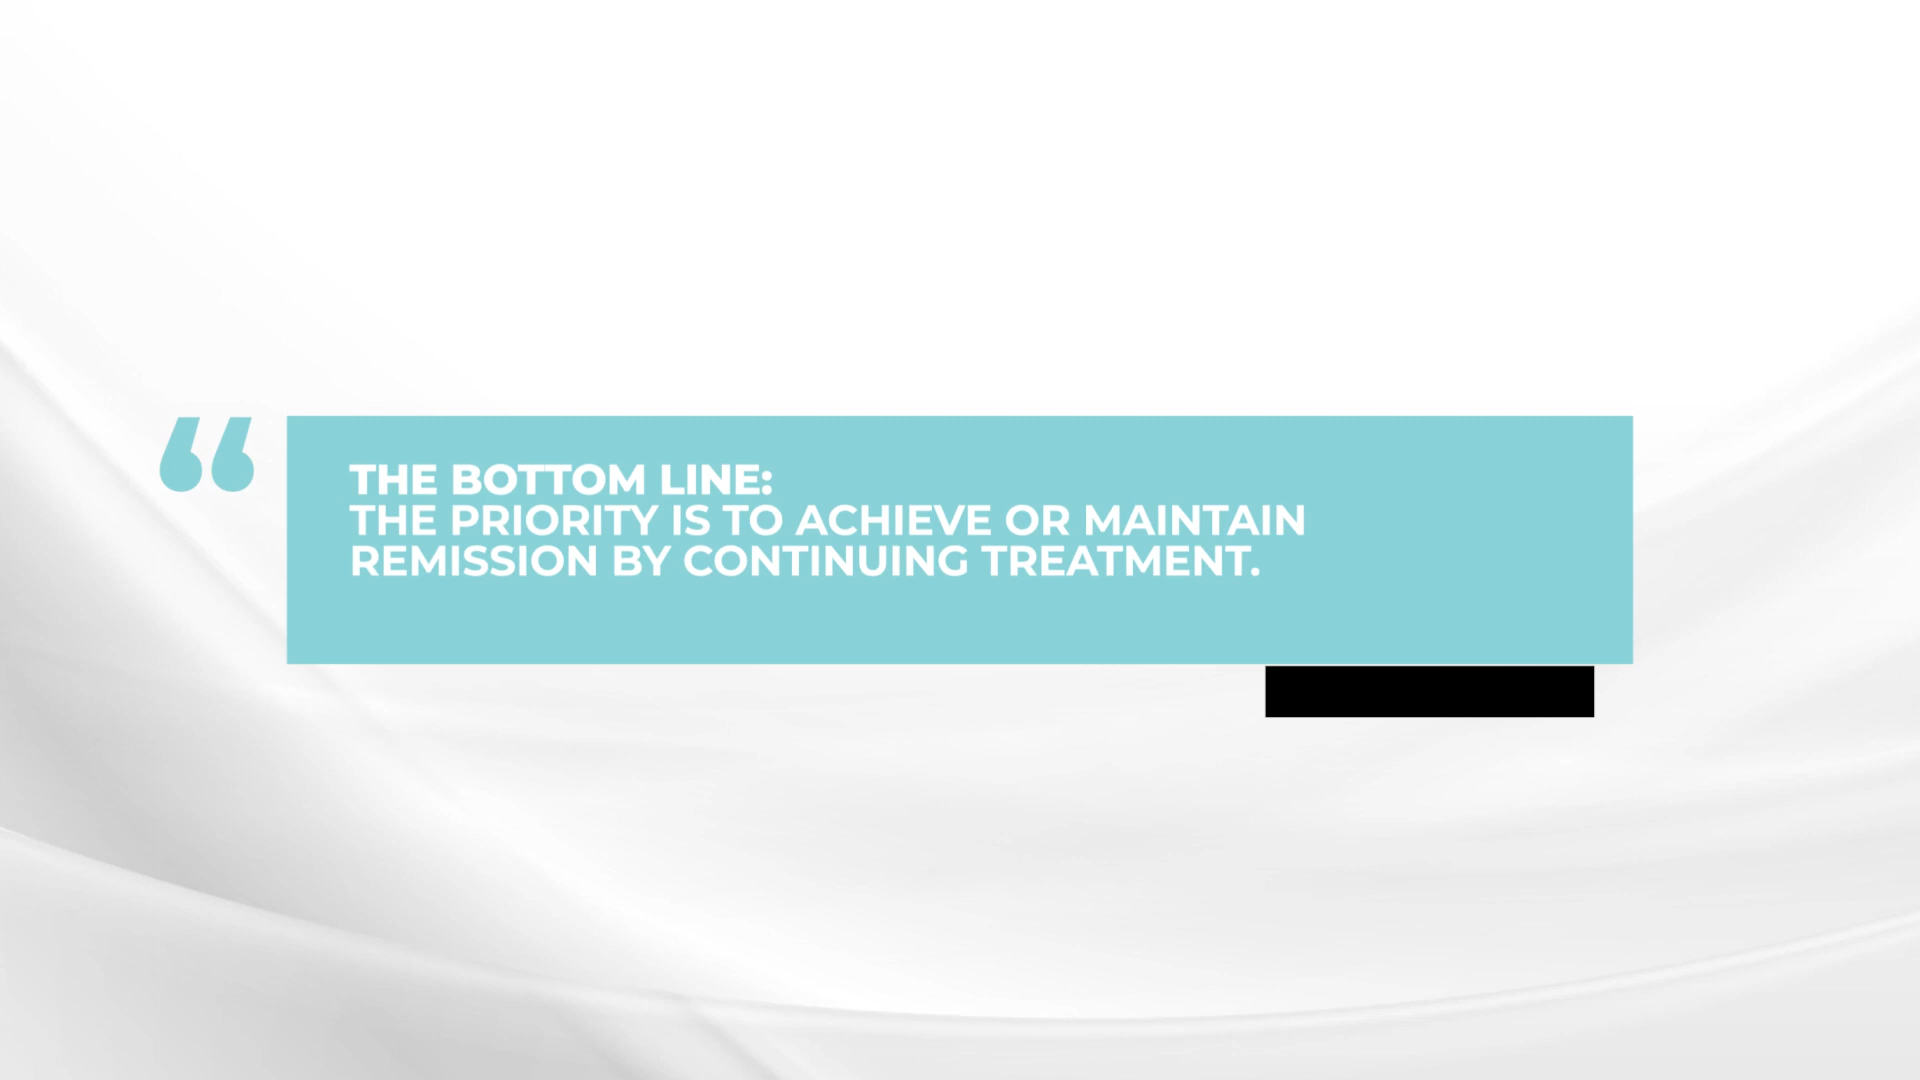 “
THE BOTTOM LINE:
THE PRIORITY IS TO ACHIEVE OR MAINTAIN
REMISSION BY CONTINUING TREATMENT.